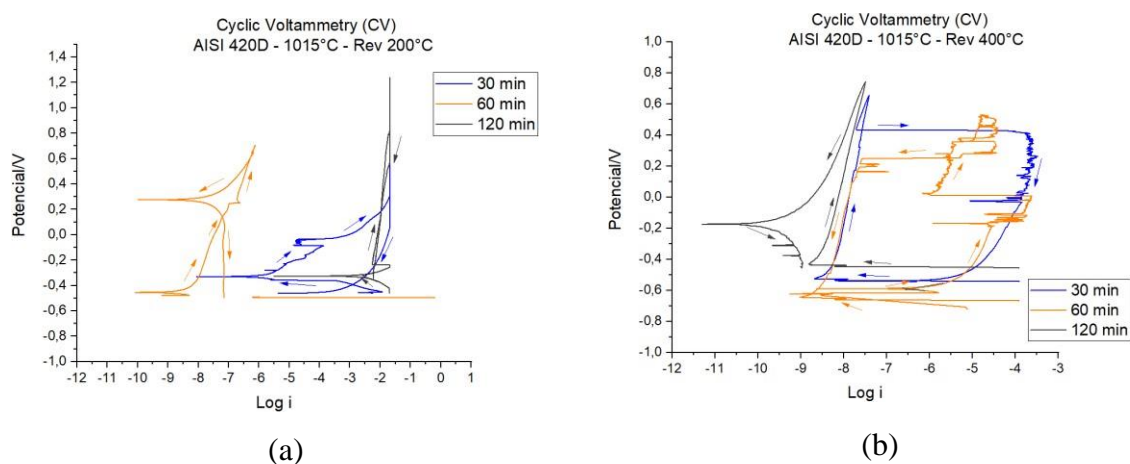 Cyclic Voltammetry (CV)
AISI 420D - 1015°C - Rev 200°C
1,4
1,2
1,0
0,8
0,6
0,4
0,2
0,0
-0,2
-0,4
-0,6
-0,8
-1,0
Potencial/V
-12 -11 -10 -9 -8 -7 -6 -5 -4 -3 -2 -1 0 1
Log i
30 min
60 min
120 min
(a)
Cyclic Voltammetry (CV)
AISI 420D - 1015°C - Rev 400°C
1,0
0,8
0,6
0,4
0,2
0,0
-0,2
-0,4
-0,6
-0,8
-1,0
Potencial/V
-12 -11 -10 -9 -8 -7 -6 -5 -4 -3
Log i
30 min
60 min
120 min
(b)